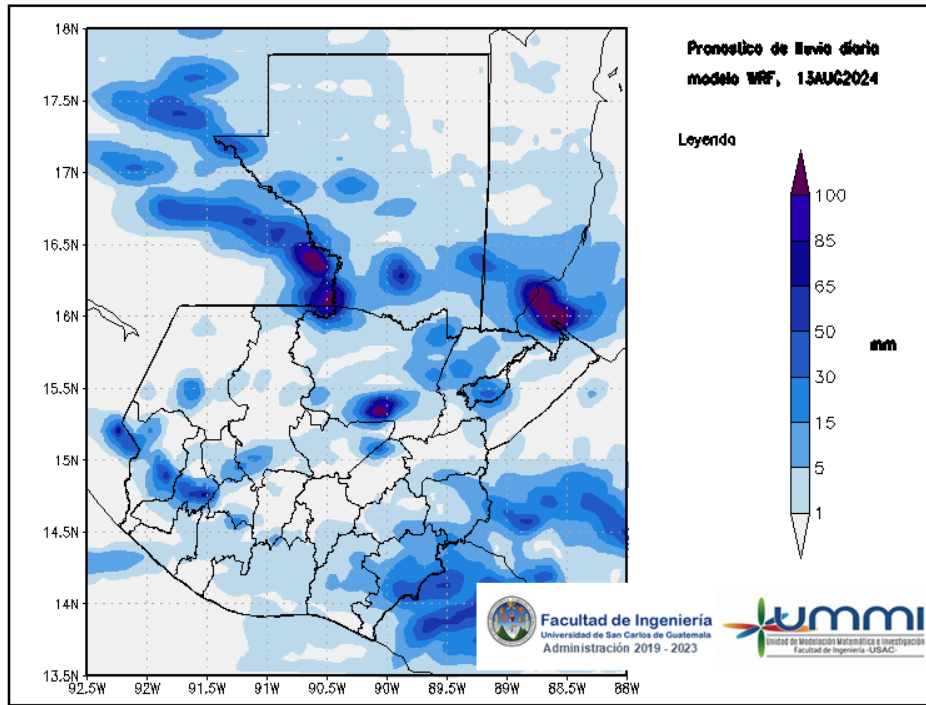 Pronostico de lluvia diaria
modelo WRF, 13AUG2024
Leyenda
100
85
65
50
30
15
5
1
mm
18N
17.5N
17N
16.5N
16N
15.5N
15N
14.5N
14N
13.5N
92.5W
92W
91.5W
91W
90.5W
90W
89.5W
89W
88.5W
88W
Facultad de Ingeniería
Universidad de San Carlos de Guatemala
Administración 2019 - 2023
UMMI
Unidad de Modelación Matemática e Investigación
Facultad de Ingeniería -USAC-